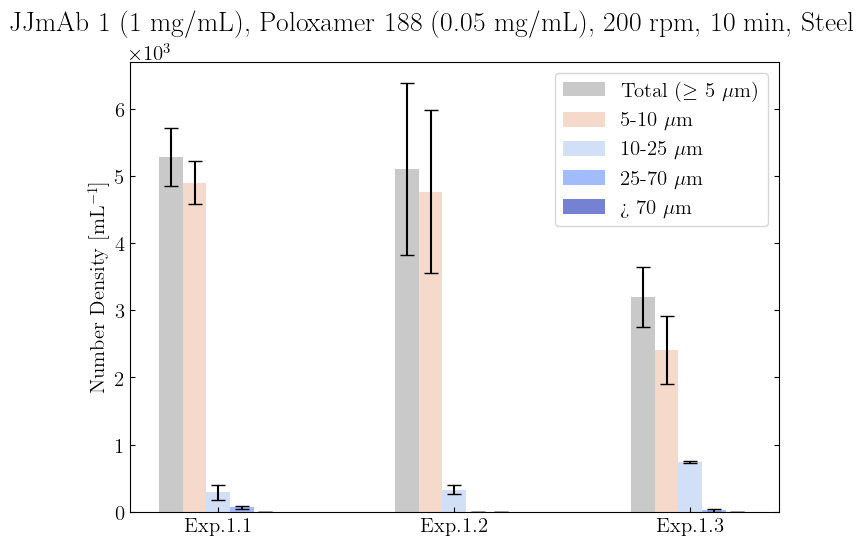 JJmAb 1 (1 mg/mL), Poloxamer 188 (0.05 mg/mL), 200 rpm, 10 min, Steel
×10³
Total (≥ 5 μm)
5-10 μm
10-25 μm
25-70 μm
¿ 70 μm
Number Density [mL⁻¹]
6
5
4
3
2
1
0
Exp.1.1 Exp.1.2 Exp.1.3